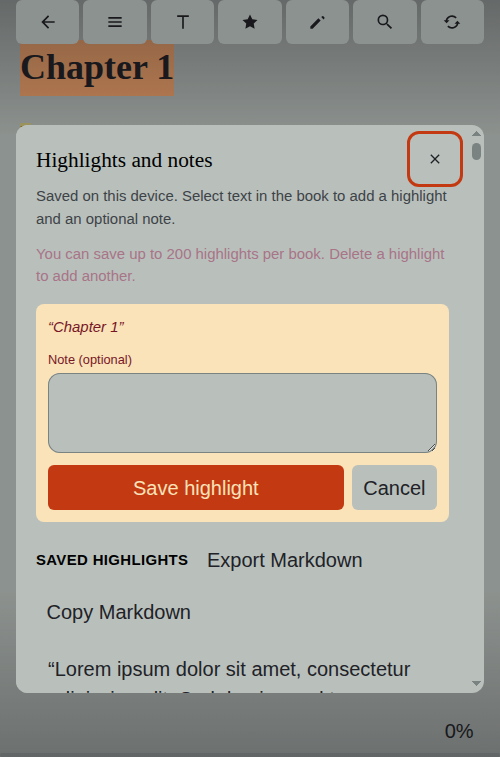 Chapter 1
Highlights and notes
Saved on this device. Select text in the book to add a highlight
and an optional note.
You can save up to 200 highlights per book. Delete a highlight
to add another.
“Chapter 1”
Note (optional)
Save highlight
Cancel
SAVED HIGHLIGHTS
Export Markdown
Copy Markdown
“Lorem ipsum dolor sit amet, consectetur
0%